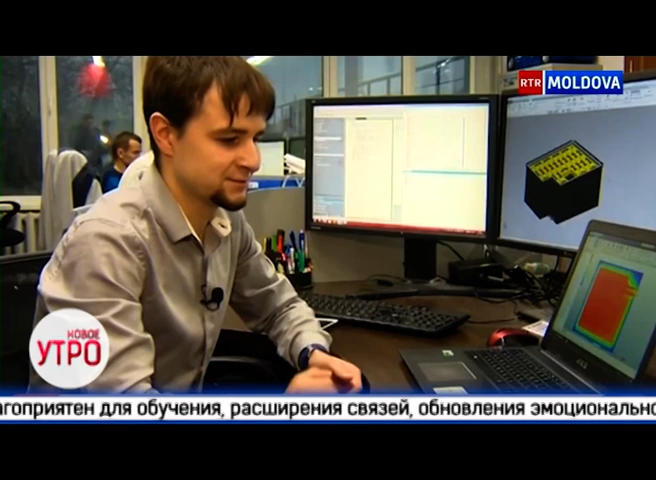 RTR MOLDOVA
НОВОЕ
УТРО
агоприятен для обучения, расширения связей, обновления эмоционально